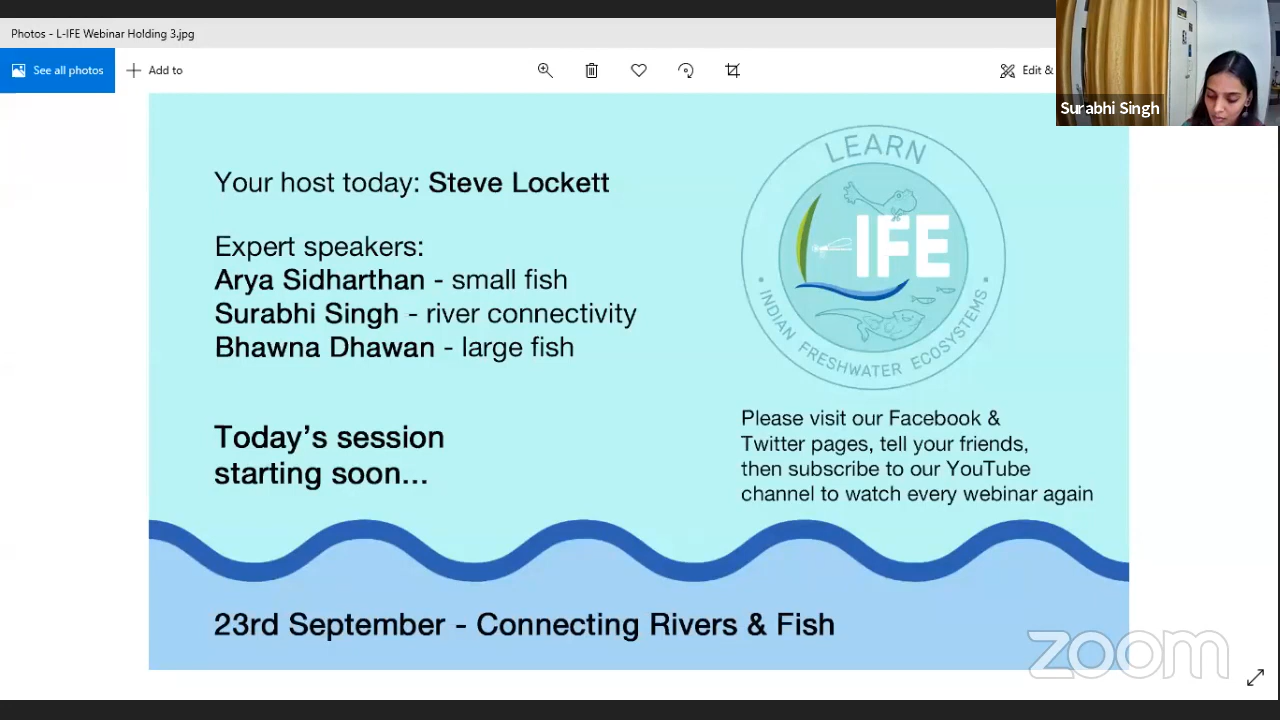 Photos - L-IFE Webinar Holding 3.jpg
See all photos
Add to
Edit &
Surabhi Singh
Your host today: Steve Lockett
Expert speakers:
Arya Sidharthan - small fish
Surabhi Singh - river connectivity
Bhawna Dhawan - large fish
Today's session
starting soon...
LEARN
L-IFE
INDIAN FRESHWATER ECOSYSTEMS
Please visit our Facebook &
Twitter pages, tell your friends,
then subscribe to our YouTube
channel to watch every webinar again
23rd September - Connecting Rivers & Fish
zoom